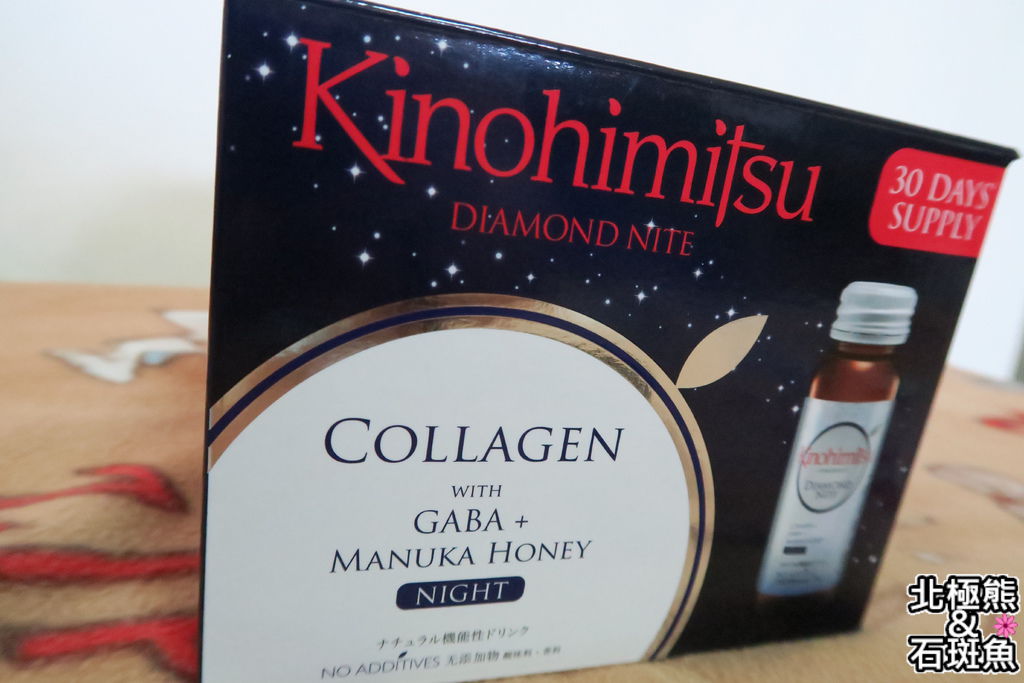 Kinohimitsu
DIAMOND NITE
30 DAYS
SUPPLY
COLLAGEN
WITH
GABA +
MANUKA HONEY
NIGHT
ナチュラル機能性ドリンク
NO ADDITIVES 无添加物
Kinohimitsu
DIAMOND
NITE
北極熊
&
石斑魚